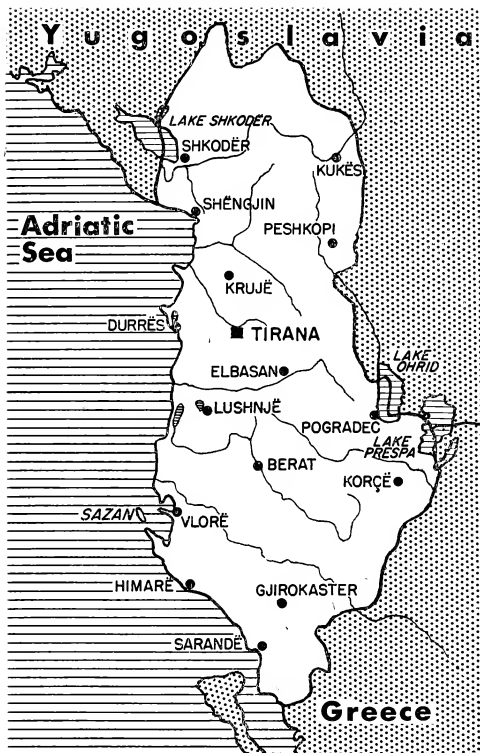 Yugoslavia
LAKE SHKODËR
SHKODËR
KUKËS
SHËNGJIN
Adriatic
Sea
PESHKOPI
KRUJË
DURRËS
TIRANA
LAKE
OHRID
ELBASAN
LUSHNJË
POGRADEC
LAKE
PRESPA
BERAT
KORÇË
SAZAN
VLORË
HIMARË
GJIROKASTER
SARANDË
Greece